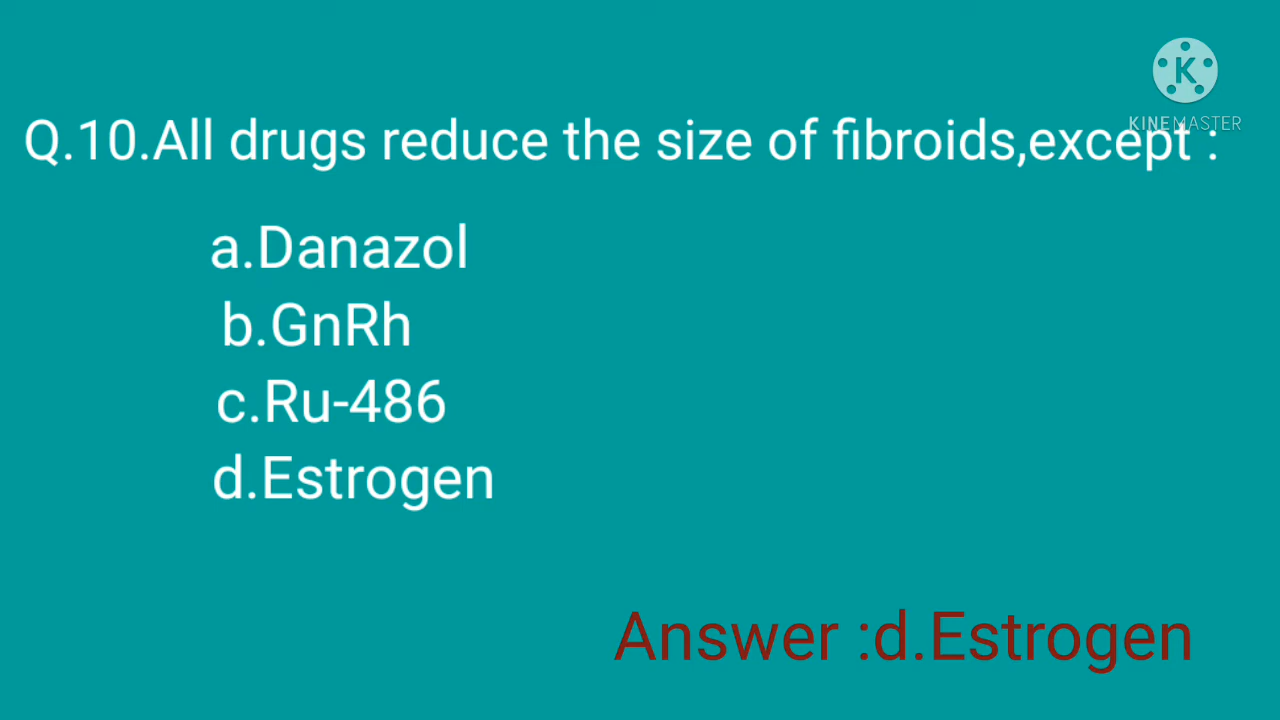 K
KINEMASTER
Q.10.All drugs reduce the size of fibroids,except :
a.Danazol
b.GnRh
c.Ru-486
d.Estrogen
Answer :d.Estrogen